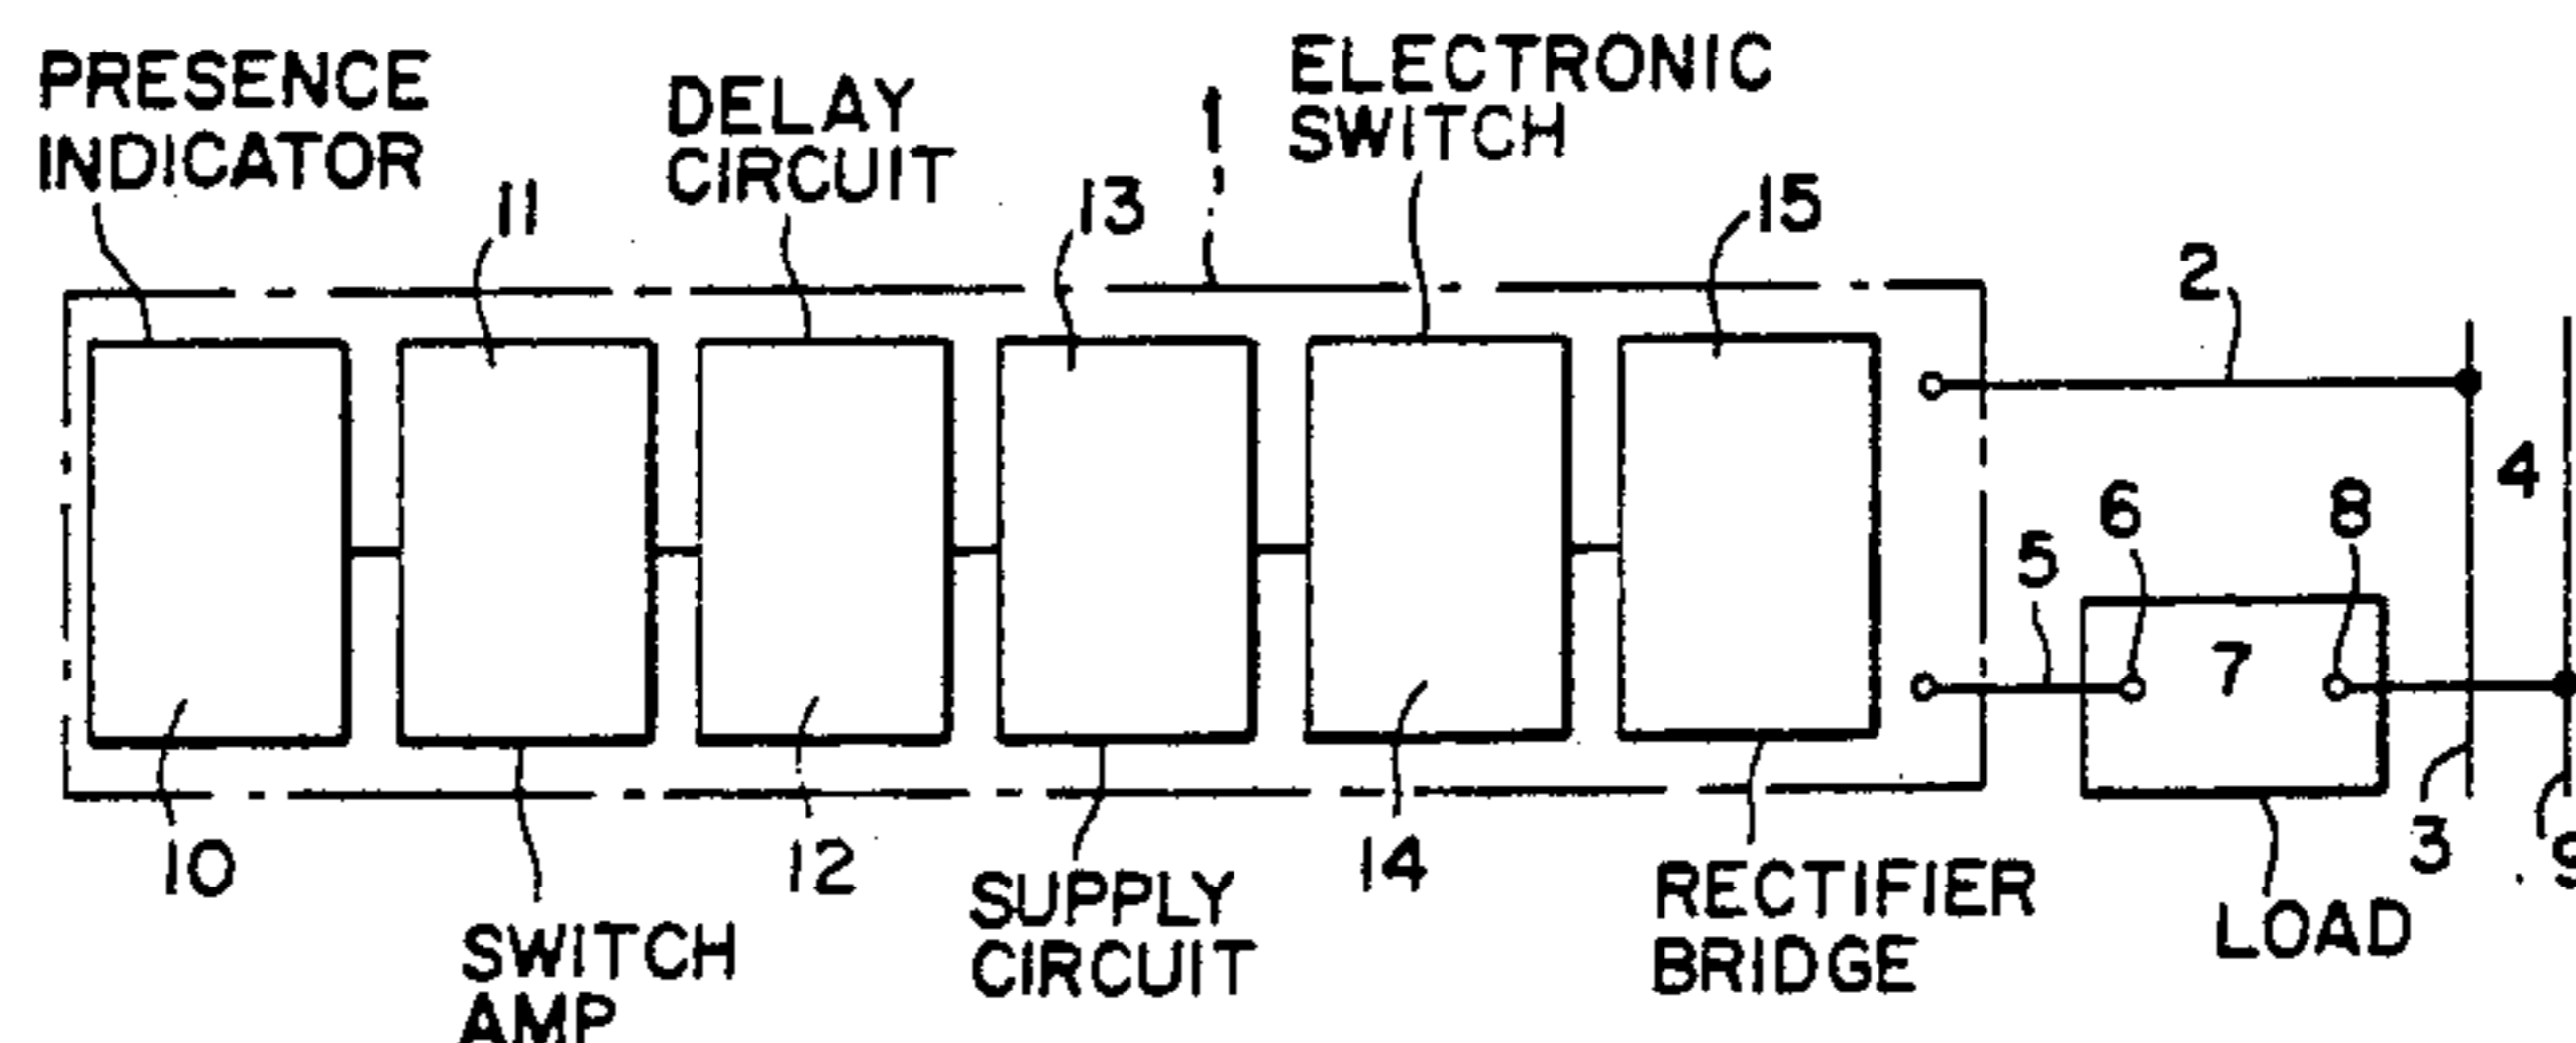 PRESENCE
INDICATOR
11
DELAY
CIRCUIT
13
1
ELECTRONIC
SWITCH
15
2
4
6
8
5
7
10
SWITCH
AMP
12
SUPPLY
CIRCUIT
14
RECTIFIER
BRIDGE
LOAD
3
9